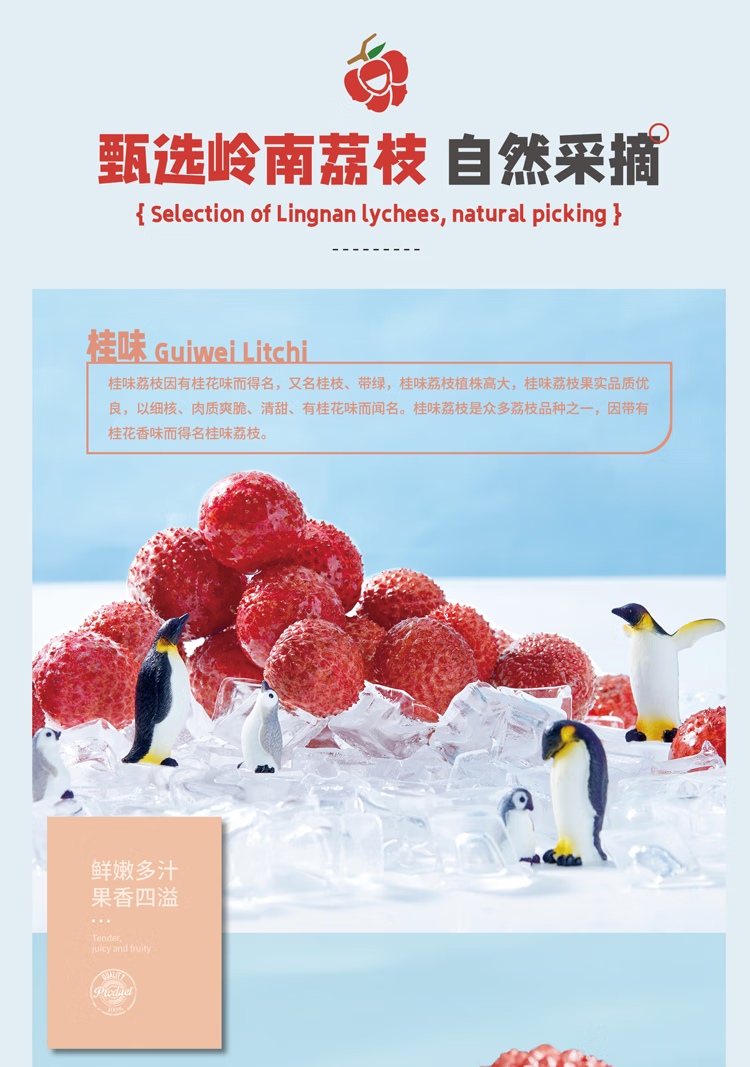 甄选岭南荔枝 自然采摘
{ Selection of Lingnan lychees, natural picking }
桂味 Guiwei Litchi
桂味荔枝因有桂花味而得名，又名桂枝、带绿，桂味荔枝植株高大，桂味荔枝果实品质优
良，以细核、肉质爽脆、清甜、有桂花味而闻名。桂味荔枝是众多荔枝品种之一，因带有
桂花香味而得名桂味荔枝。
鲜嫩多汁
果香四溢
Tender,
juicy and fruity
QUALITY
Product